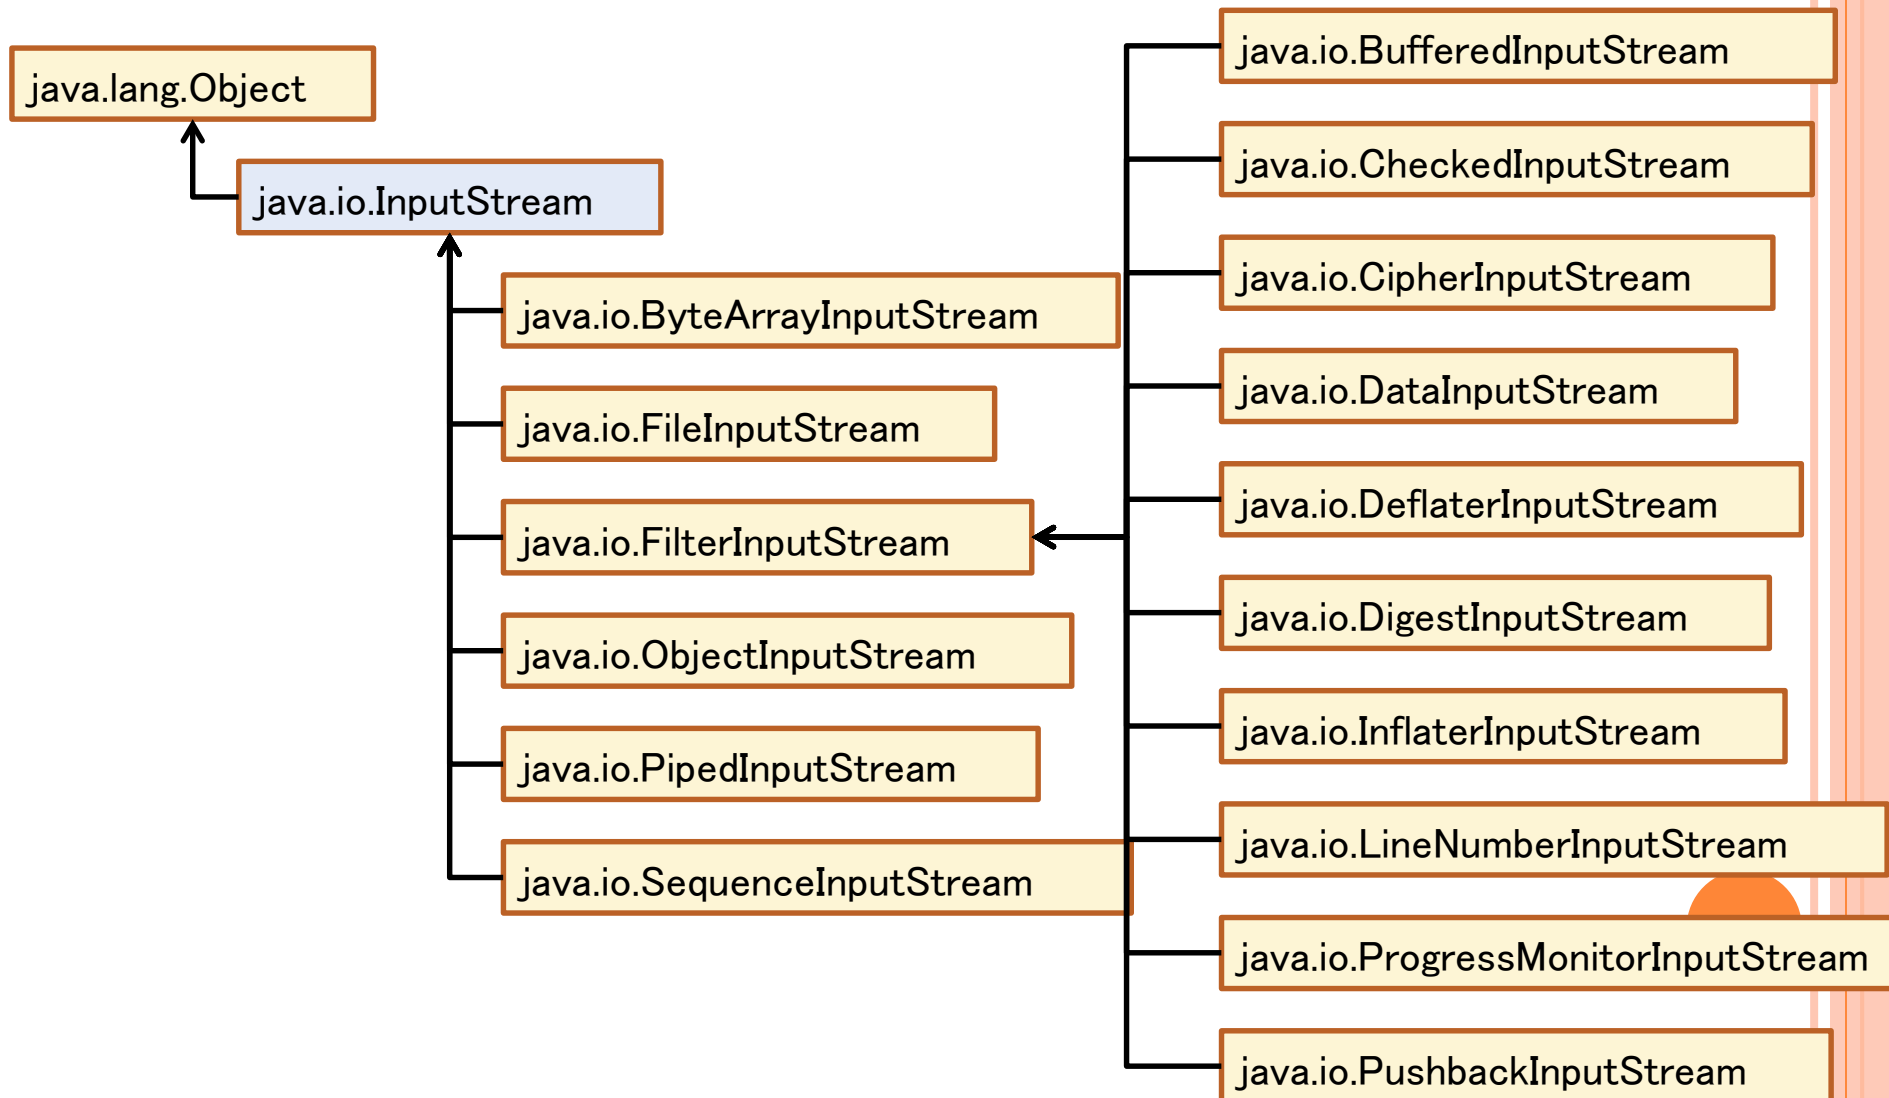 java.lang.Object
java.io.InputStream
java.io.ByteArrayInputStream
java.io.FileInputStream
java.io.FilterInputStream
java.io.ObjectInputStream
java.io.PipedInputStream
java.io.SequenceInputStream
java.io.BufferedInputStream
java.io.CheckedInputStream
java.io.CipherInputStream
java.io.DataInputStream
java.io.DeflaterInputStream
java.io.DigestInputStream
java.io.InflaterInputStream
java.io.LineNumberInputStream
java.io.ProgressMonitorInputStream
java.io.PushbackInputStream